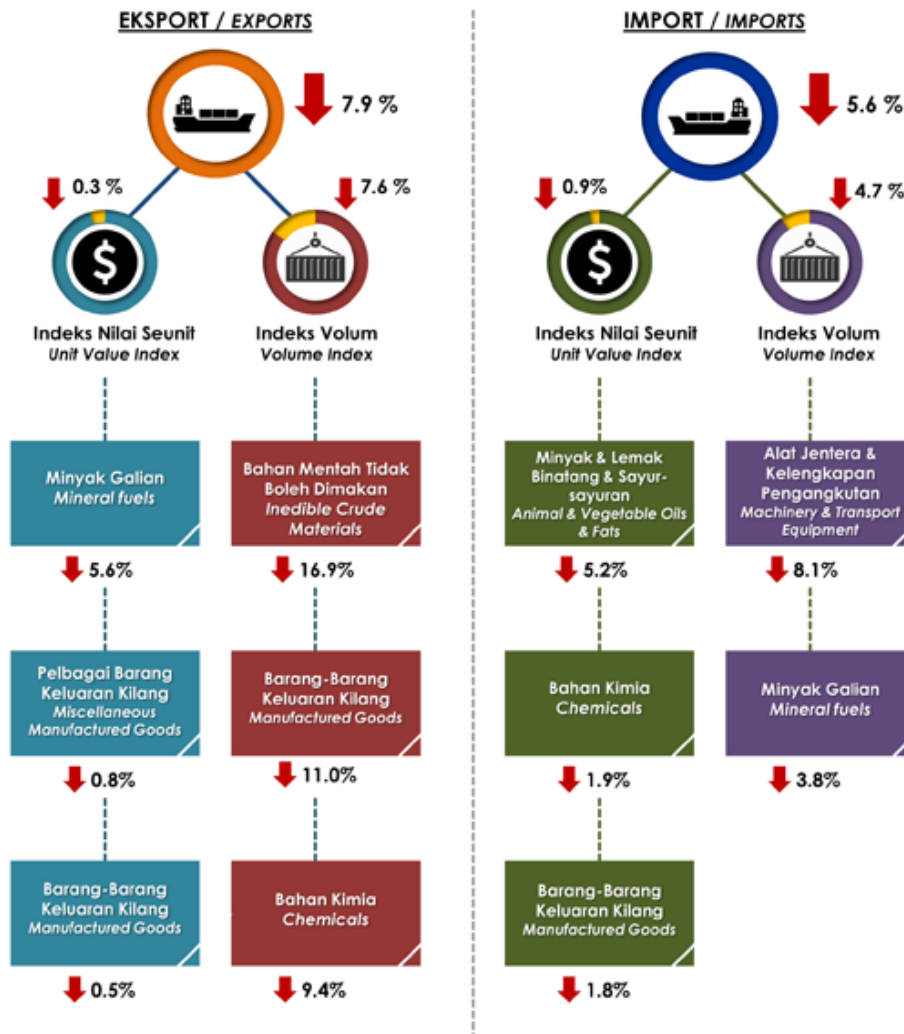 EKSPORT / EXPORTS
7.9 %
0.3 %
7.6 %
$
Indeks Nilai Seunit
Unit Value Index
Indeks Volum
Volume Index
Minyak Galian
Mineral fuels
5.6%
Bahan Mentah Tidak
Boleh Dimakan
Inedible Crude
Materials
16.9%
Pelbagai Barang
Keluaran Kilang
Miscellaneous
Manufactured Goods
0.8%
Barang-Barang
Keluaran Kilang
Manufactured Goods
11.0%
Barang-Barang
Keluaran Kilang
Manufactured Goods
0.5%
Bahan Kimia
Chemicals
9.4%
IMPORT / IMPORTS
5.6 %
0.9%
4.7 %
$
Indeks Nilai Seunit
Unit Value Index
Indeks Volum
Volume Index
Minyak & Lemak
Binatang & Sayur-
sayuran
Animal & Vegetable Oils
& Fats
5.2%
Alat Jentera &
Kelengkapan
Pengangkutan
Machinery & Transport
Equipment
8.1%
Bahan Kimia
Chemicals
1.9%
Minyak Galian
Mineral fuels
3.8%
Barang-Barang
Keluaran Kilang
Manufactured Goods
1.8%